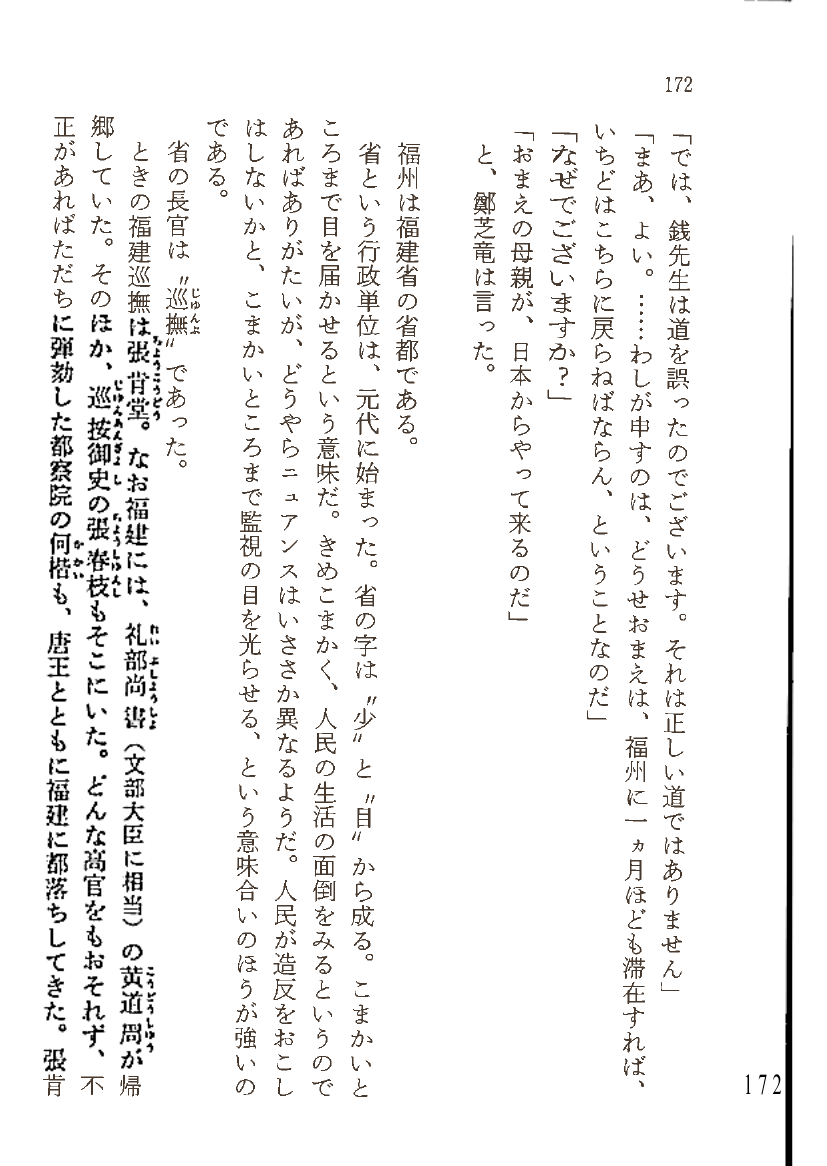 172
「では、銭先生は道を誤ったのでございます。それは正しい道ではありません」
「まあ、よい。……わしが申すのは、どうせおまえは、福州に一ヵ月ほども滞在すれば、
いちどはこちらに戻らねばならん、ということなのだ」
「なぜでございますか？」
「おまえの母親が、日本からやって来るのだ」
と、鄭芝竜は言った。
福州は福建省の省都である。
省という行政単位は、元代に始まった。省の字は〝少〟と〝目〟から成る。こまかいと
ころまで目を届かせるという意味だ。きめこまかく、人民の生活の面倒をみるというので
あればありがたいが、どうやらニュアンスはいささか異なるようだ。人民が造反をおこし
はしないかと、こまかいところまで監視の目を光らせる、という意味合いのほうが強いの
である。
省の長官は〝巡撫〟であった。
ときの福建巡撫は張肯堂。なお福建には、礼部尚書（文部大臣に相当）の黄道周が帰
郷していた。そのほか、巡按御史の張春枝もそこにいた。どんな高官をもおそれず、不
正があればただちに弾劾した都察院の何楷も、唐王とともに福建に都落ちしてきた。張肯
172